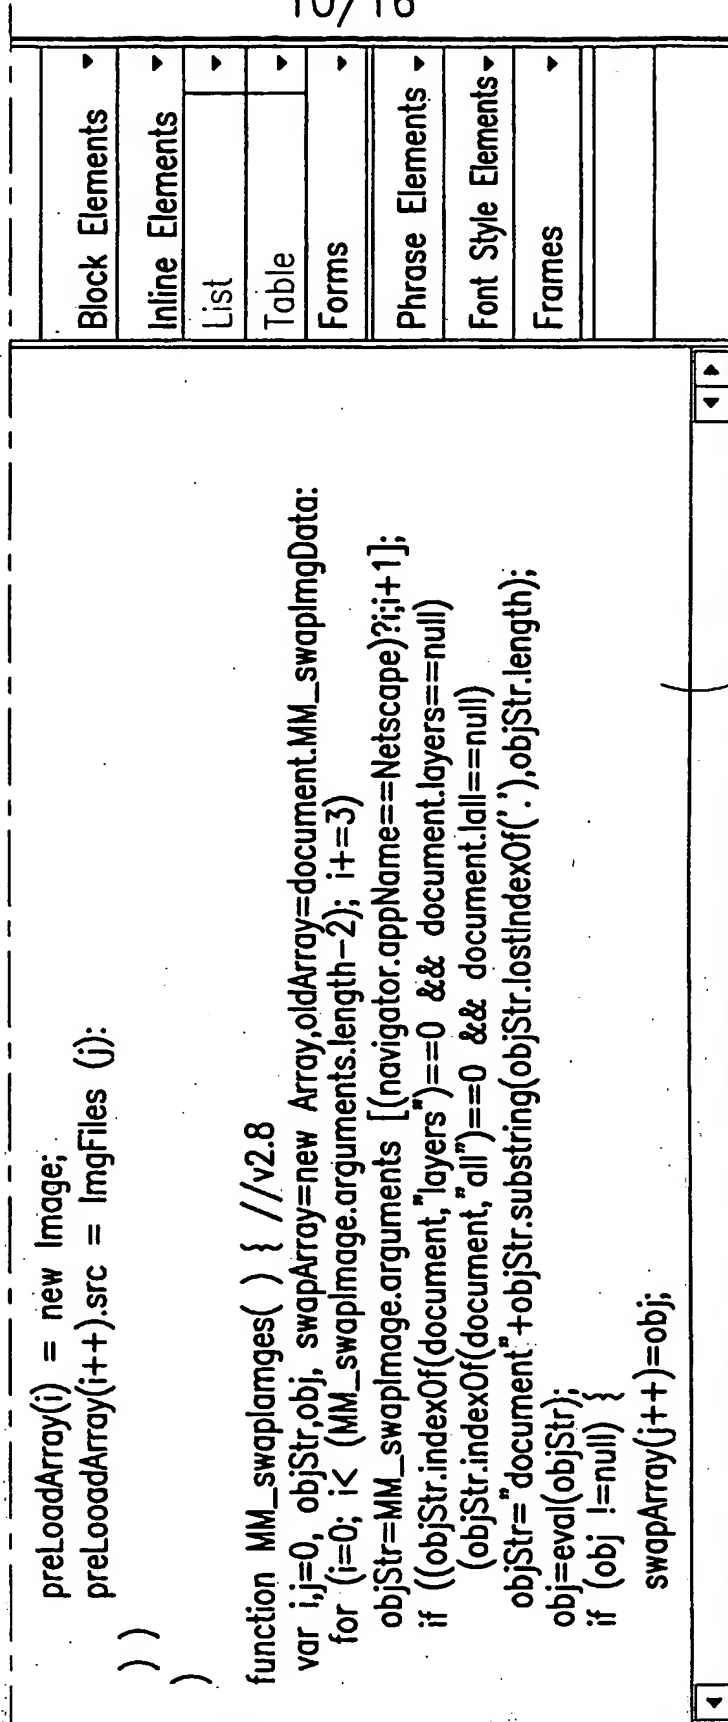 10/16
preLoadArray(i) = new Image;
preLooadArray(i++).src = ImgFiles (j):
) )
)
function MM_swaplamges( ) { //v2.8
var i,j=0, objStr,obj, swapArray=new Array,oldArray=document.MM_swapImgData:
for (i=0; i< (MM_swapImage.arguments.length-2); i+=3)
objStr=MM_swapImage.arguments [(navigator.appName==Netscape)?i;i+1];
if ((objStr.indexOf(document,"layers")==0 && document.layers==null)
(objStr.indexOf(document,"all")==0 && document.lall==null)
objStr="document"+objStr.substring(objStr.lostIndexOf('.'),objStr.length);
obj=eval(objStr);
if (obj !=null) {
swapArray(j++)=obj;
Block Elements
Inline Elements
List
Table
Forms
Phrase Elements
Font Style Elements
Frames